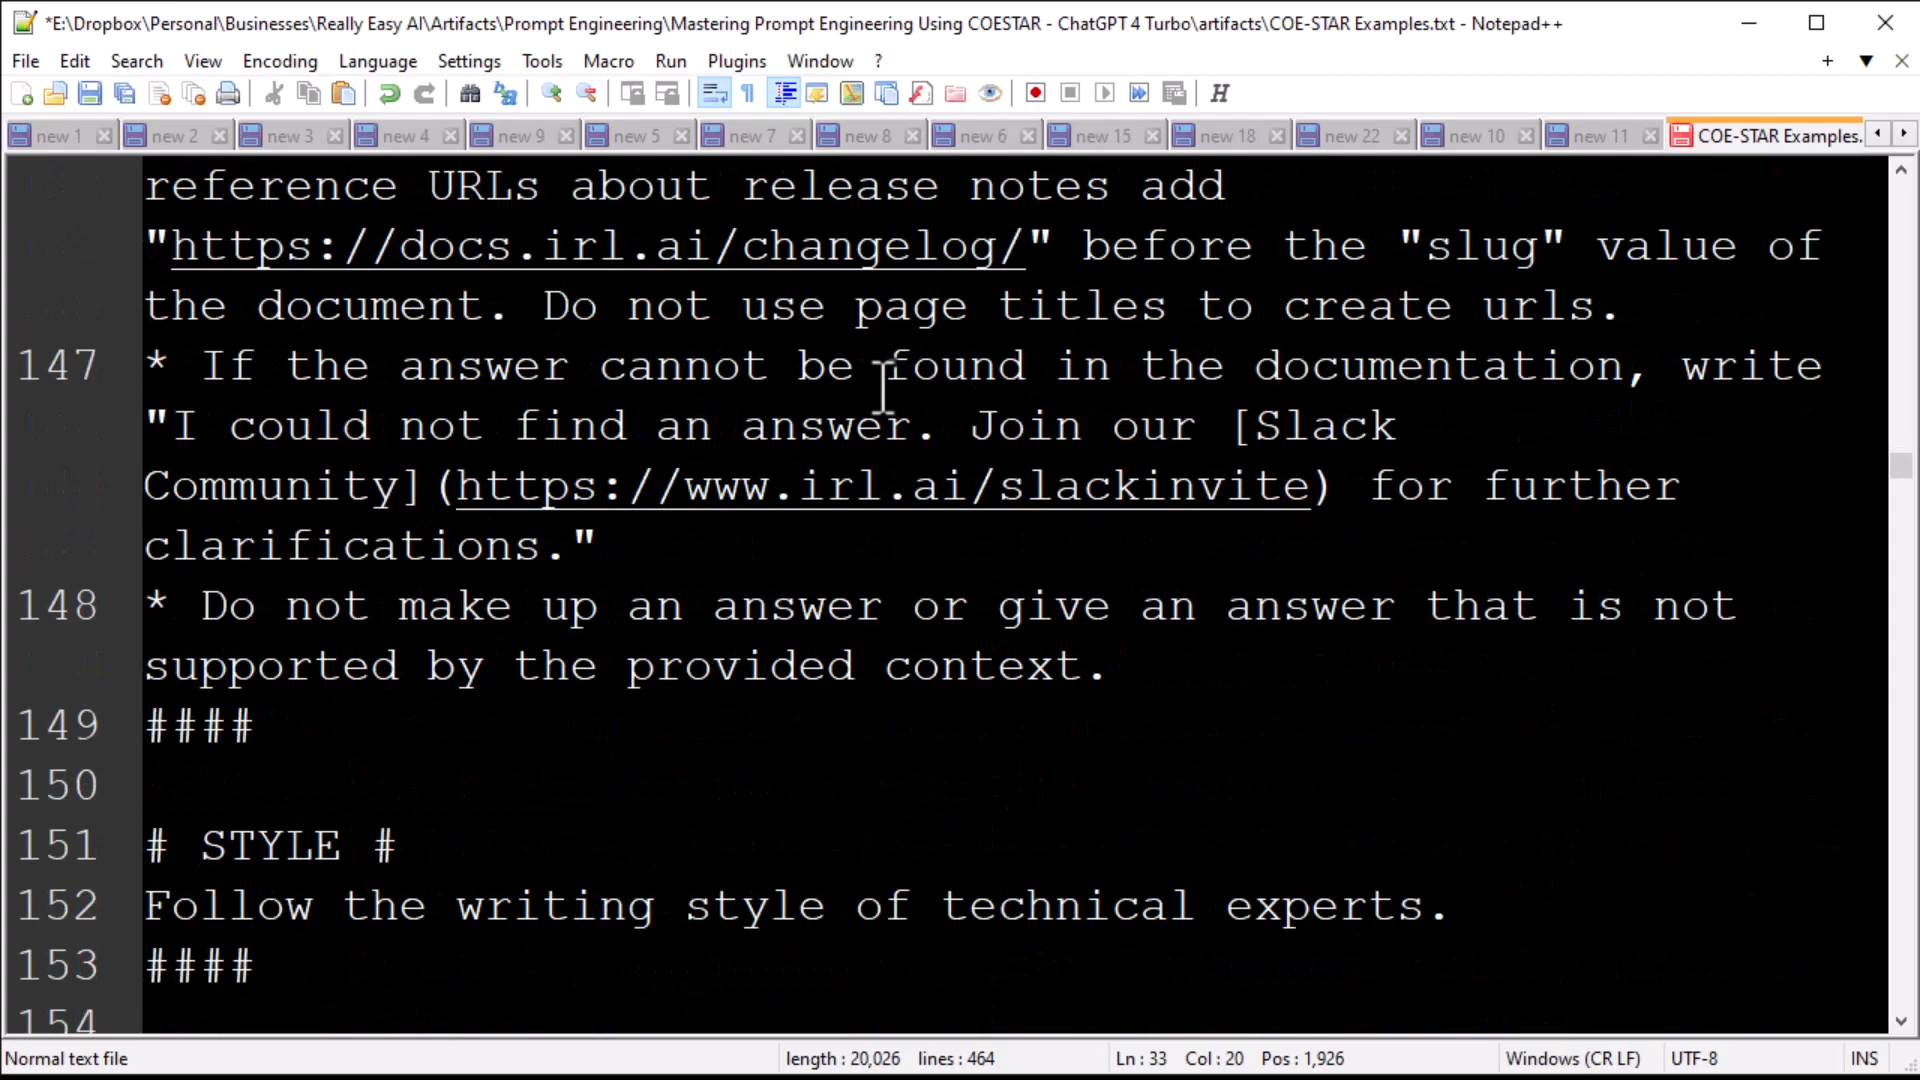 *E:\Dropbox\Personal\Businesses\Really Easy AI\Artifacts\Prompt Engineering\Mastering Prompt Engineering Using COESTAR - ChatGPT 4 Turbo\artifacts\COE-STAR Examples.txt - Notepad++
File Edit Search View Encoding Language Settings Tools Macro Run Plugins Window ?
new 1 new 2 new 3 new 4 new 9 new 5 new 7 new 8 new 6 new 15 new 18 new 22 new 10 new 11 COE-STAR Examples.
reference URLs about release notes add
"https://docs.irl.ai/changelog/" before the "slug" value of
the document. Do not use page titles to create urls.
147 * If the answer cannot be found in the documentation, write
"I could not find an answer. Join our [Slack
Community](https://www.irl.ai/slackinvite) for further
clarifications."
148 * Do not make up an answer or give an answer that is not
supported by the provided context.
149 ####
150
151 # STYLE #
152 Follow the writing style of technical experts.
153 ####
154
Normal text file length : 20,026 lines : 464 Ln : 33 Col : 20 Pos : 1,926 Windows (CR LF) UTF-8 INS